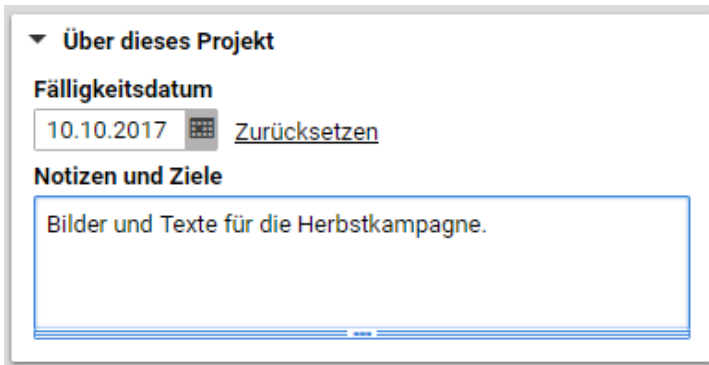 Über dieses Projekt
Fälligkeitsdatum
10.10.2017 Zurücksetzen
Notizen und Ziele
Bilder und Texte für die Herbstkampagne.